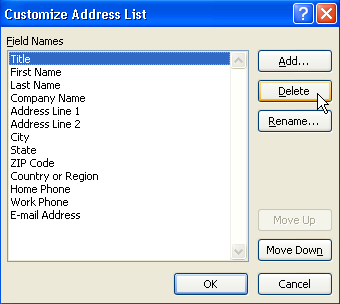 Customize Address List
Field Names
Title
First Name
Last Name
Company Name
Address Line 1
Address Line 2
City
State
ZIP Code
Country or Region
Home Phone
Work Phone
E-mail Address
Add...
Delete
Rename...
Move Up
Move Down
OK
Cancel